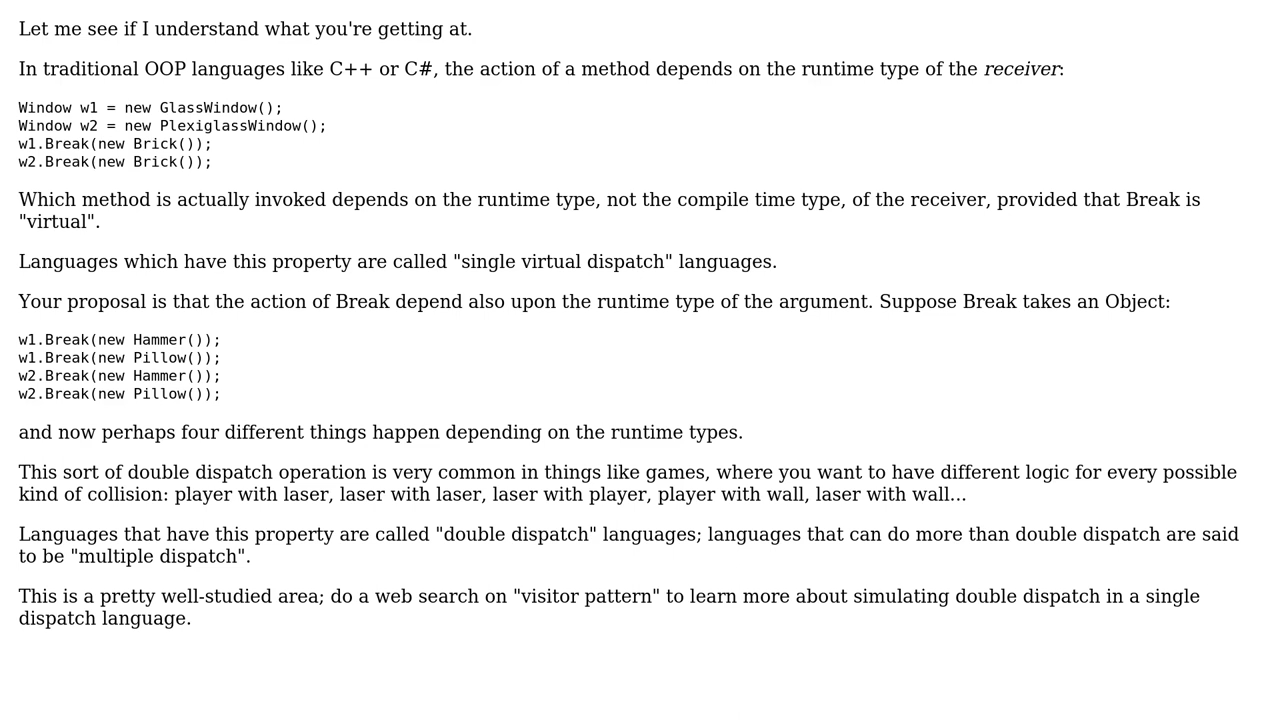 Let me see if I understand what you're getting at.
In traditional OOP languages like C++ or C#, the action of a method depends on the runtime type of the receiver:
Window w1 = new GlassWindow();
Window w2 = new PlexiglassWindow();
w1.Break(new Brick());
w2.Break(new Brick());
Which method is actually invoked depends on the runtime type, not the compile time type, of the receiver, provided that Break is
"virtual".
Languages which have this property are called "single virtual dispatch" languages.
Your proposal is that the action of Break depend also upon the runtime type of the argument. Suppose Break takes an Object:
w1.Break(new Hammer());
w1.Break(new Pillow());
w2.Break(new Hammer());
w2.Break(new Pillow());
and now perhaps four different things happen depending on the runtime types.
This sort of double dispatch operation is very common in things like games, where you want to have different logic for every possible
kind of collision: player with laser, laser with laser, laser with player, player with wall, laser with wall...
Languages that have this property are called "double dispatch" languages; languages that can do more than double dispatch are said
to be "multiple dispatch".
This is a pretty well-studied area; do a web search on "visitor pattern" to learn more about simulating double dispatch in a single
dispatch language.